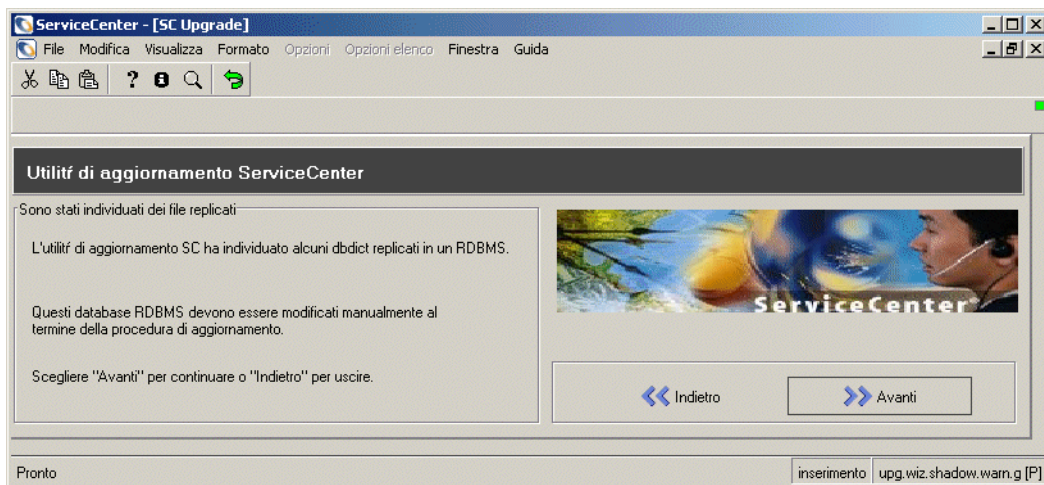 ServiceCenter - [SC Upgrade]
File Modifica Visualizza Formato Opzioni Opzioni elenco Finestra Guida
Utilitŕ di aggiornamento ServiceCenter
Sono stati individuati dei file replicati
L'utilitŕ di aggiornamento SC ha individuato alcuni dbdict replicati in un RDBMS.
Questi database RDBMS devono essere modificati manualmente al
termine della procedura di aggiornamento.
Scegliere "Avanti" per continuare o "Indietro" per uscire.
ServiceCenter
Indietro
Avanti
Pronto
inserimento
upg.wiz.shadow.warn.g [P]